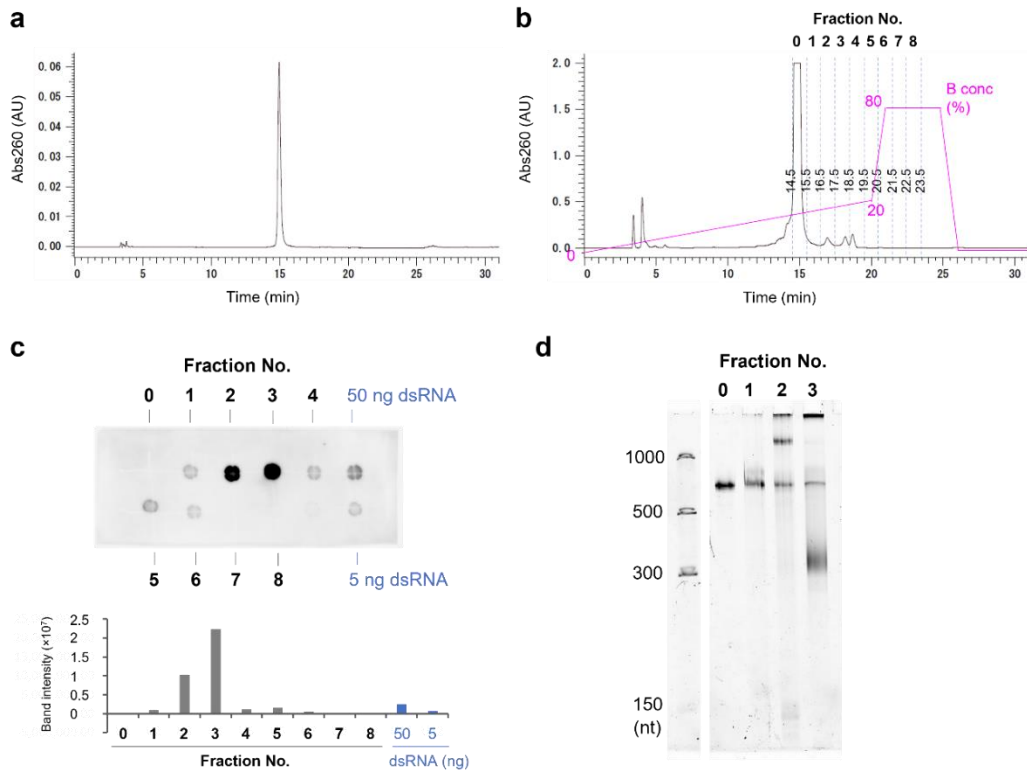 a
0.06
0.05
0.04
0.03
0.02
0.01
0.00
Abs260 (AU)
0 5 10 15 20 25 30
Time (min)
b
Fraction No.
0 1 2 3 4 5 6 7 8
2.0
1.5
1.0
0.5
0.0
Abs260 (AU)
80
B conc
(%)
14.5 15.5 16.5 17.5 18.5 19.5 20.5 21.5 22.5 23.5
20
0
0 5 10 15 20 25 30
Time (min)
c
Fraction No.
0 1 2 3 4 50 ng dsRNA
5 6 7 8 5 ng dsRNA
2.5
2
1.5
1
0.5
0
Band intensity (×10⁷)
0 1 2 3 4 5 6 7 8 50 5
Fraction No. dsRNA (ng)
d
Fraction No.
0 1 2 3
1000
500
300
150
(nt)